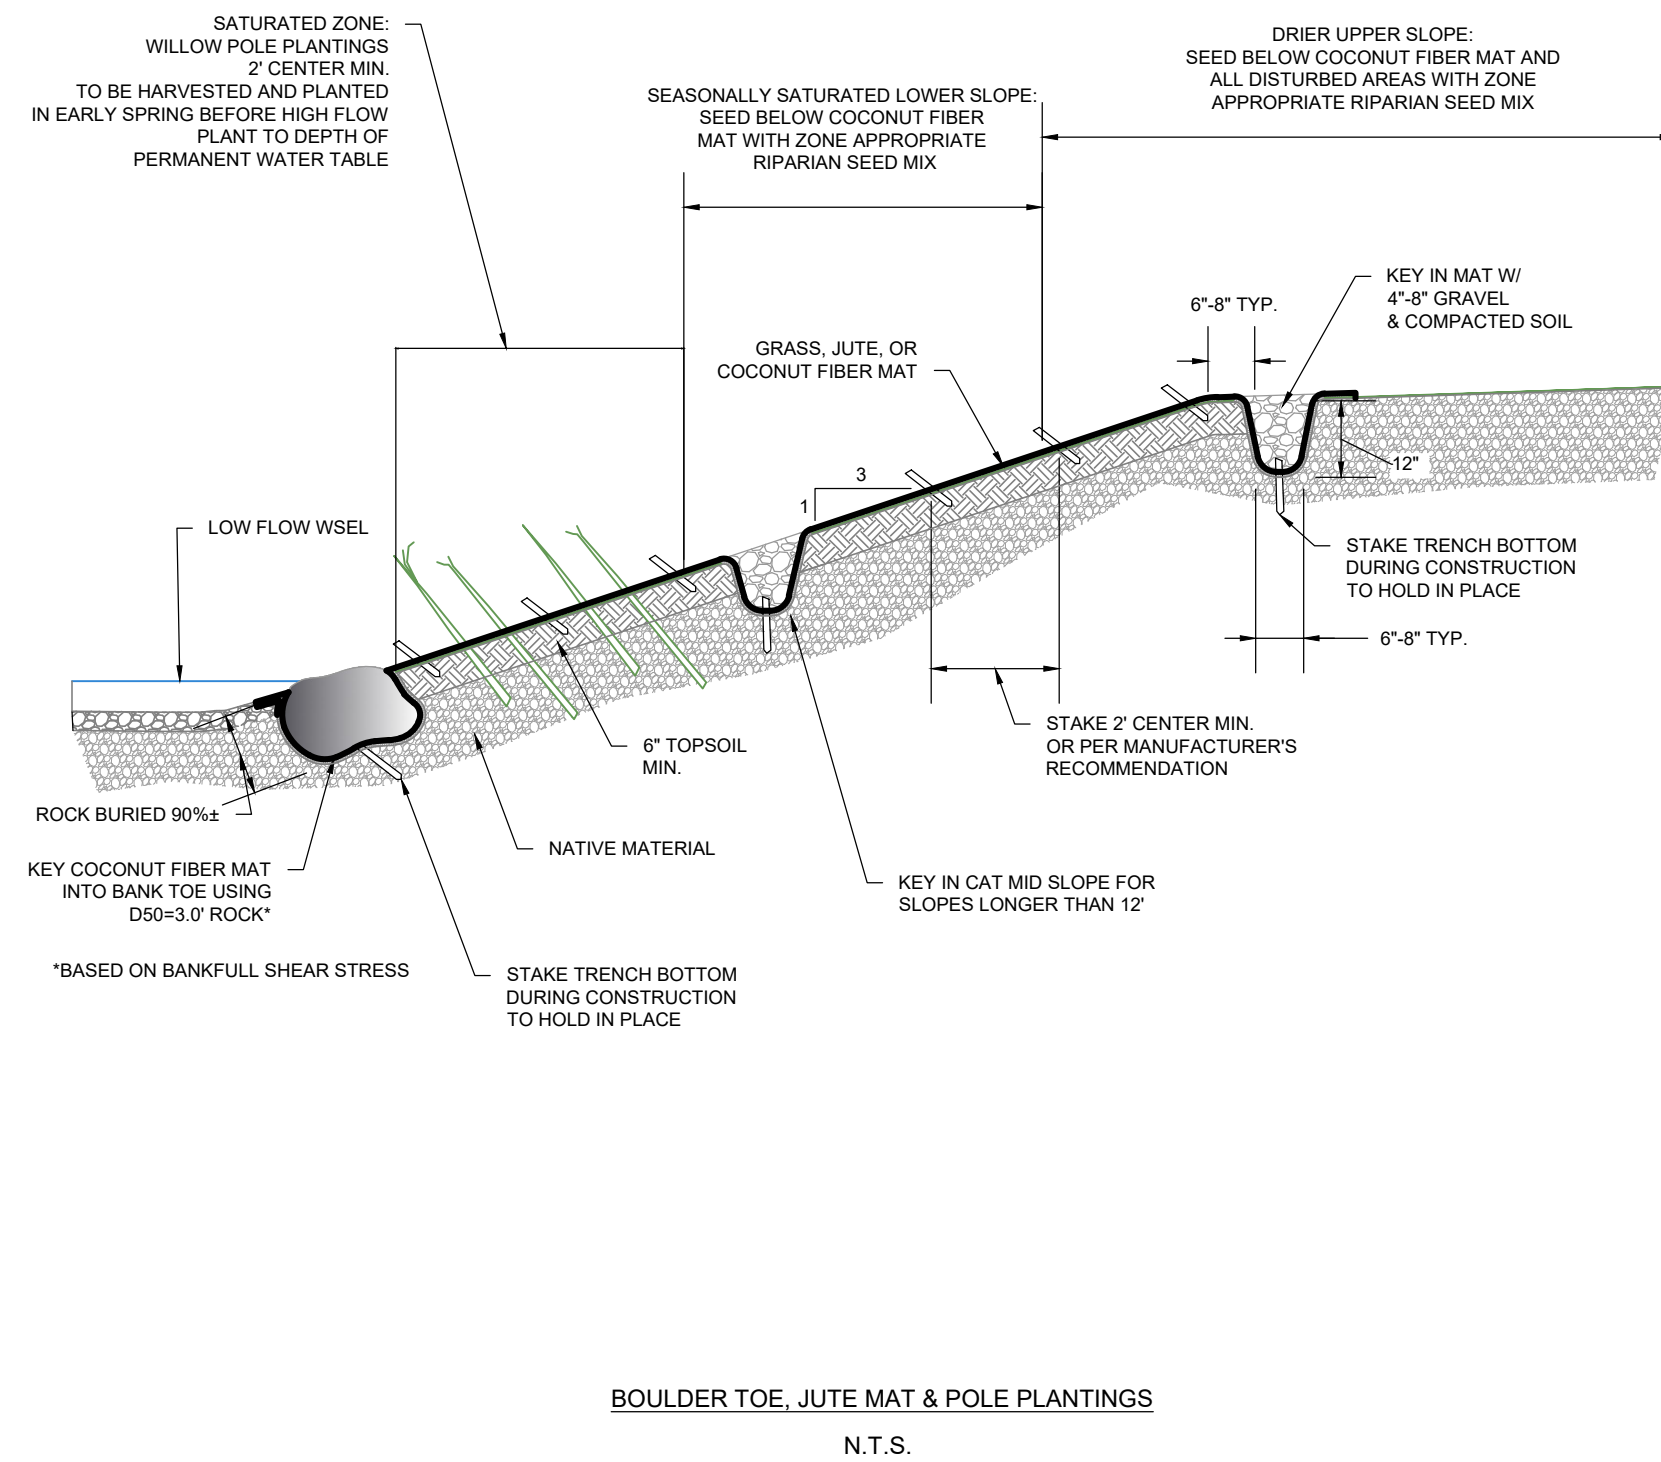 SATURATED ZONE:
WILLOW POLE PLANTINGS
2' CENTER MIN.
TO BE HARVESTED AND PLANTED
IN EARLY SPRING BEFORE HIGH FLOW
PLANT TO DEPTH OF
PERMANENT WATER TABLE
SEASONALLY SATURATED LOWER SLOPE:
SEED BELOW COCONUT FIBER
MAT WITH ZONE APPROPRIATE
RIPARIAN SEED MIX
DRIER UPPER SLOPE:
SEED BELOW COCONUT FIBER MAT AND
ALL DISTURBED AREAS WITH ZONE
APPROPRIATE RIPARIAN SEED MIX
KEY IN MAT W/
4"-8" GRAVEL
& COMPACTED SOIL
6"-8" TYP.
GRASS, JUTE, OR
COCONUT FIBER MAT
12"
3
1
LOW FLOW WSEL
STAKE TRENCH BOTTOM
DURING CONSTRUCTION
TO HOLD IN PLACE
6"-8" TYP.
STAKE 2' CENTER MIN.
OR PER MANUFACTURER'S
RECOMMENDATION
6" TOPSOIL
MIN.
ROCK BURIED 90%±
NATIVE MATERIAL
KEY COCONUT FIBER MAT
INTO BANK TOE USING
D50=3.0' ROCK*
KEY IN CAT MID SLOPE FOR
SLOPES LONGER THAN 12'
*BASED ON BANKFULL SHEAR STRESS
STAKE TRENCH BOTTOM
DURING CONSTRUCTION
TO HOLD IN PLACE
BOULDER TOE, JUTE MAT & POLE PLANTINGS
N.T.S.